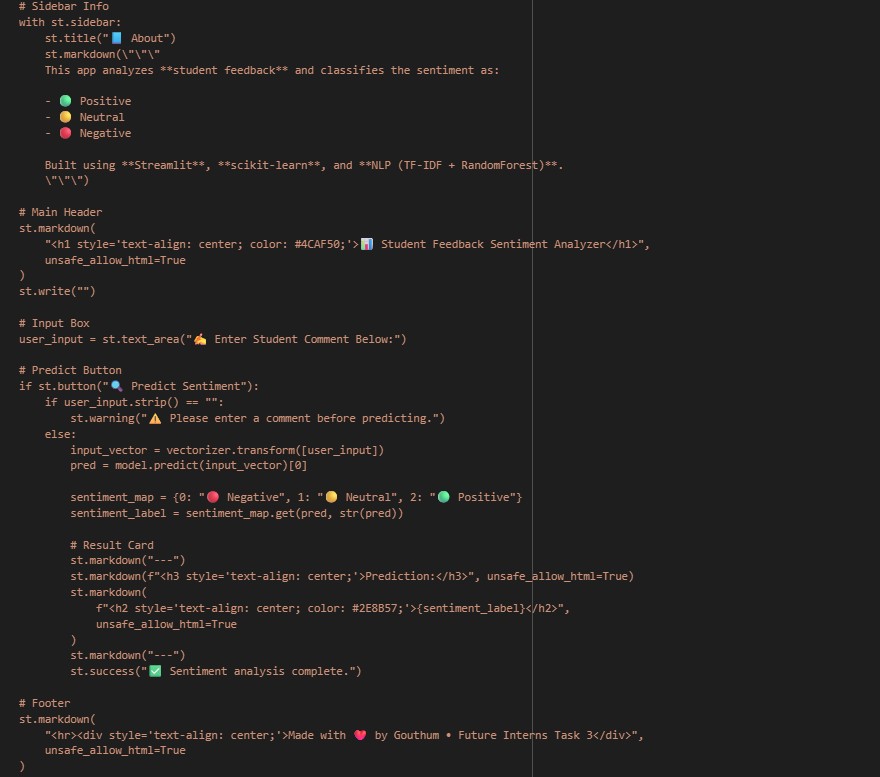 # Sidebar Info
with st.sidebar:
    st.title("📘 About")
    st.markdown(\"\"\"
    This app analyzes **student feedback** and classifies the sentiment as:

    - 🟢 Positive
    - 🟡 Neutral
    - 🔴 Negative

    Built using **Streamlit**, **scikit-learn**, and **NLP (TF-IDF + RandomForest)**.
    \"\"\")

# Main Header
st.markdown(
    "<h1 style='text-align: center; color: #4CAF50;'>📊 Student Feedback Sentiment Analyzer</h1>",
    unsafe_allow_html=True
)
st.write("")

# Input Box
user_input = st.text_area("✍️ Enter Student Comment Below:")

# Predict Button
if st.button("🔍 Predict Sentiment"):
    if user_input.strip() == "":
        st.warning("⚠️ Please enter a comment before predicting.")
    else:
        input_vector = vectorizer.transform([user_input])
        pred = model.predict(input_vector)[0]

        sentiment_map = {0: "🔴 Negative", 1: "🟡 Neutral", 2: "🟢 Positive"}
        sentiment_label = sentiment_map.get(pred, str(pred))

        # Result Card
        st.markdown("---")
        st.markdown(f"<h3 style='text-align: center;'>Prediction:</h3>", unsafe_allow_html=True)
        st.markdown(
            f"<h2 style='text-align: center; color: #2E8B57;'>{sentiment_label}</h2>",
            unsafe_allow_html=True
        )
        st.markdown("---")
        st.success("✅ Sentiment analysis complete.")

# Footer
st.markdown(
    "<hr><div style='text-align: center;'>Made with ❤️ by Gouthum • Future Interns Task 3</div>",
    unsafe_allow_html=True
)